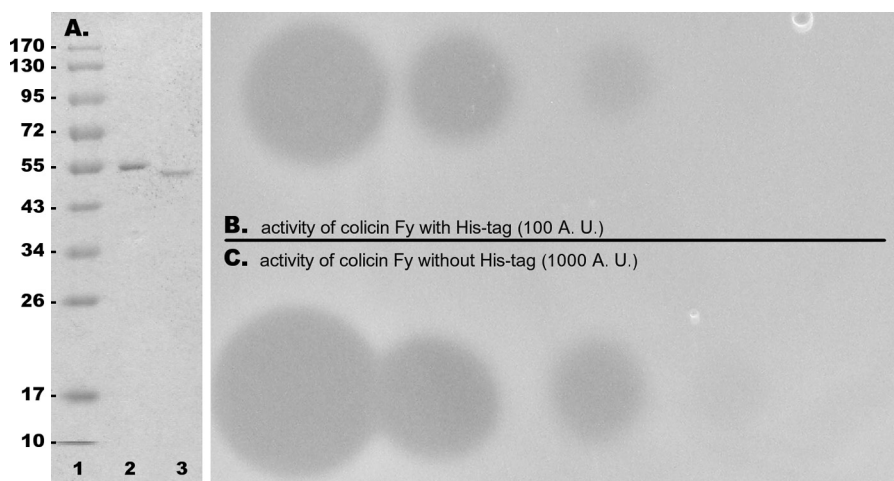 A.
170 -
130 -
95 -
72 -
55 -
43 -
34 -
26 -
17 -
10 -
1 2 3
B. activity of colicin Fy with His-tag (100 A. U.)
C. activity of colicin Fy without His-tag (1000 A. U.)